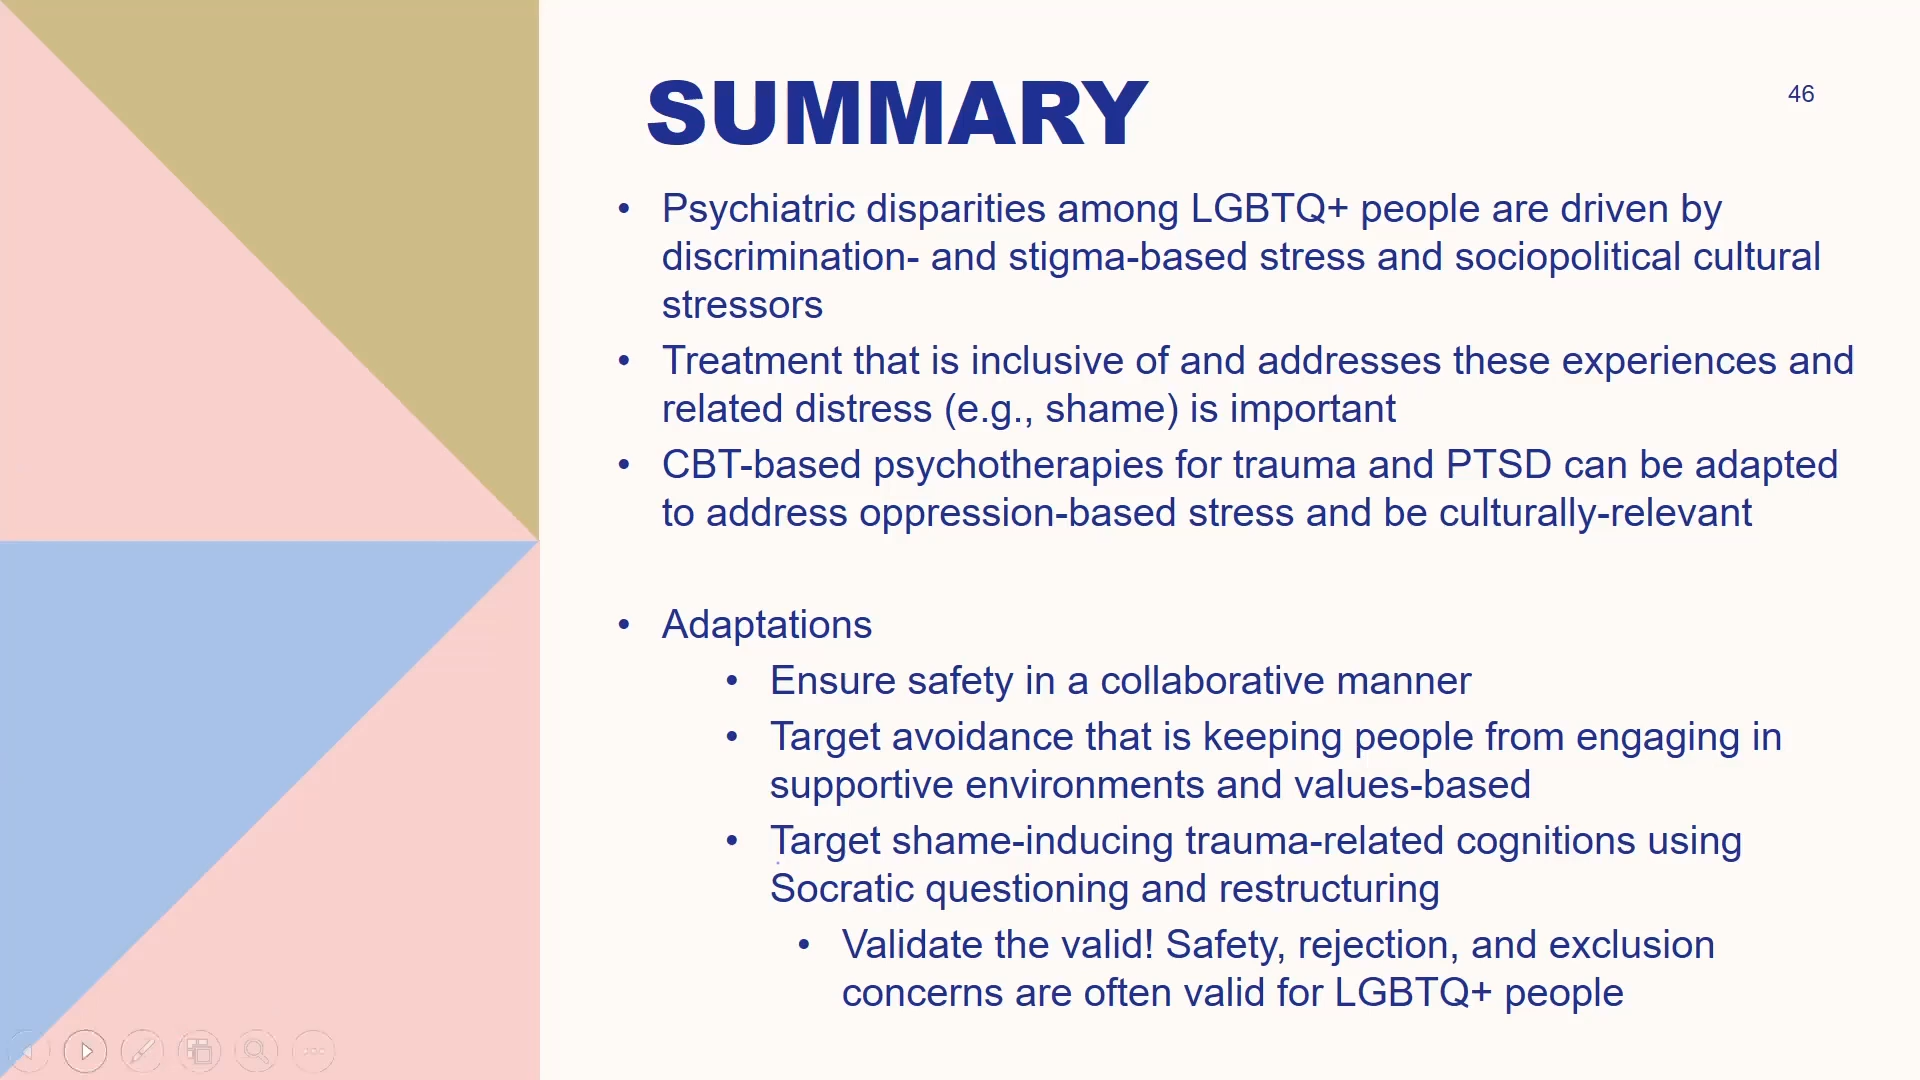 SUMMARY
46
• Psychiatric disparities among LGBTQ+ people are driven by
discrimination- and stigma-based stress and sociopolitical cultural
stressors
• Treatment that is inclusive of and addresses these experiences and
related distress (e.g., shame) is important
• CBT-based psychotherapies for trauma and PTSD can be adapted
to address oppression-based stress and be culturally-relevant
• Adaptations
• Ensure safety in a collaborative manner
• Target avoidance that is keeping people from engaging in
supportive environments and values-based
• Target shame-inducing trauma-related cognitions using
Socratic questioning and restructuring
• Validate the valid! Safety, rejection, and exclusion
concerns are often valid for LGBTQ+ people